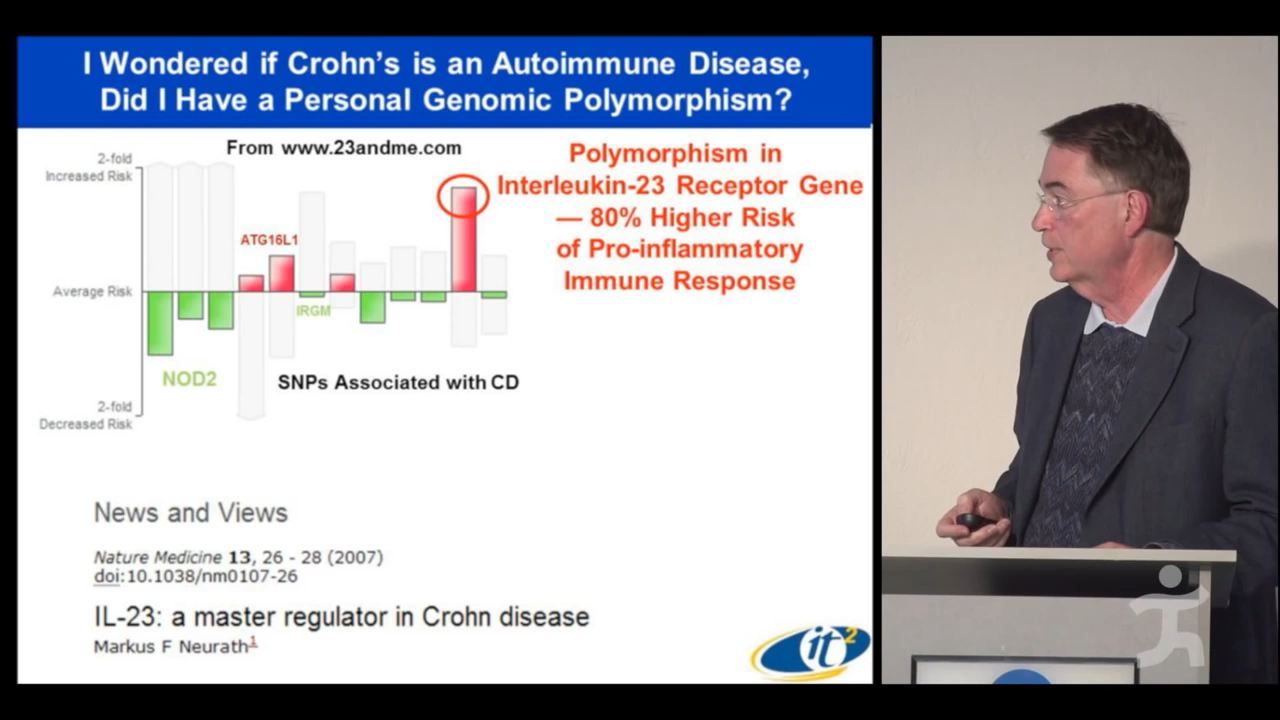 I Wondered if Crohn's is an Autoimmune Disease,
Did I Have a Personal Genomic Polymorphism?
From www.23andme.com
2-fold
Increased Risk
ATG16L1
Average Risk
IRGM
NOD2
SNPs Associated with CD
2-fold
Decreased Risk
Polymorphism in
Interleukin-23 Receptor Gene
— 80% Higher Risk
of Pro-inflammatory
Immune Response
News and Views
Nature Medicine 13, 26 - 28 (2007)
doi:10.1038/nm0107-26
IL-23: a master regulator in Crohn disease
Markus F Neurath1
it2